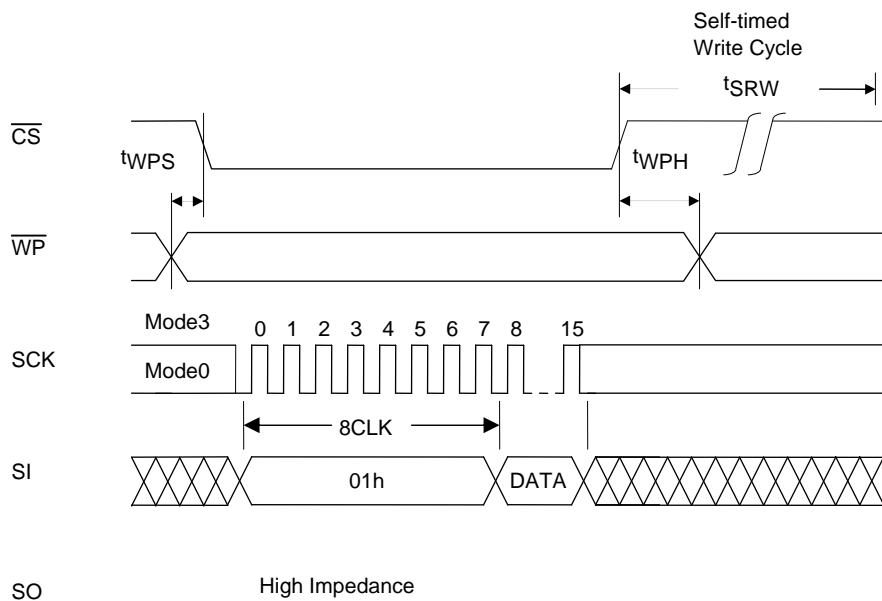 Self-timed
Write Cycle
tSRW
CS
tWPS
tWPH
WP
Mode3
0 1 2 3 4 5 6 7 8 15
SCK
Mode0
8CLK
SI
01h
DATA
High Impedance
SO